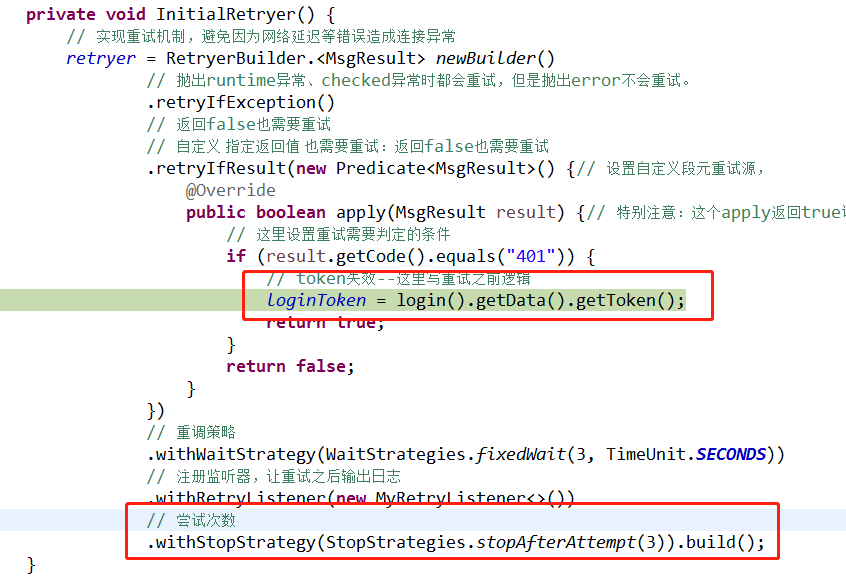 private void InitialRetryer() {
// 实现重试机制，避免因为网络延迟等错误造成连接异常
retryer = RetryerBuilder.<MsgResult> newBuilder()
// 抛出runtime异常、checked异常时都会重试，但是抛出error不会重试。
.retryIfException()
// 返回false也需要重试
// 自定义 指定返回值 也需要重试：返回false也需要重试
.retryIfResult(new Predicate<MsgResult>() {// 设置自定义段元重试源，
@Override
public boolean apply(MsgResult result) {// 特别注意：这个apply返回true
// 这里设置重试需要判定的条件
if (result.getCode().equals("401")) {
// token失效--这里写重试之前逻辑
loginToken = login().getData().getToken();
return true;
}
return false;
}
})
// 重调策略
.withWaitStrategy(WaitStrategies.fixedWait(3, TimeUnit.SECONDS))
// 注册监听器，让重试之后输出日志
.withRetryListener(new MyRetryListener<>())
// 尝试次数
.withStopStrategy(StopStrategies.stopAfterAttempt(3)).build();
}